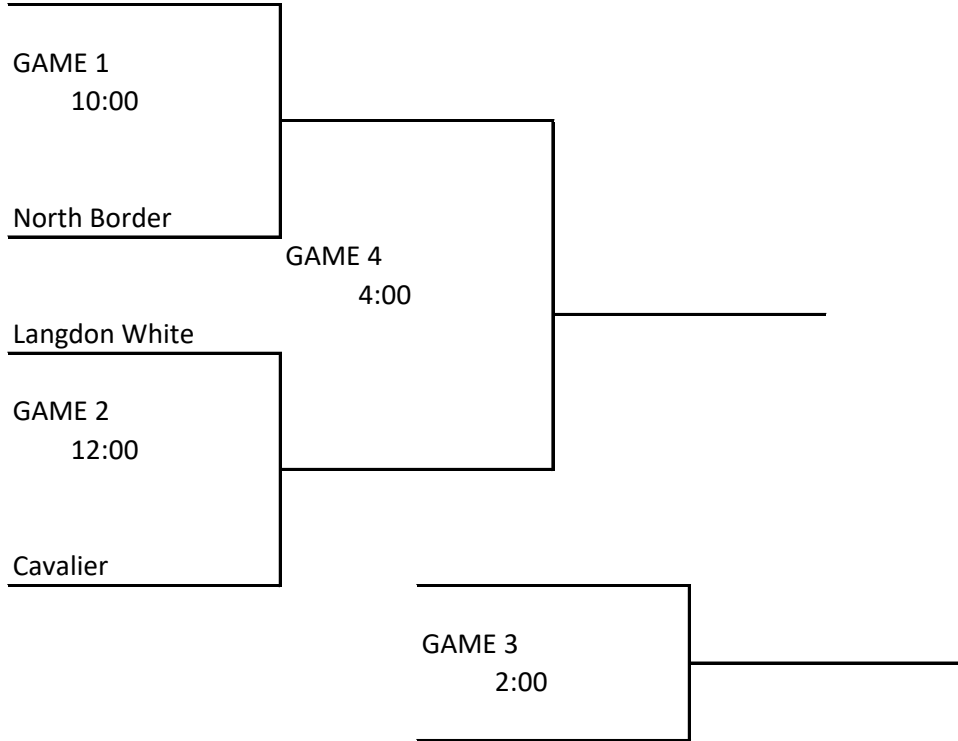 GAME 1
10:00
North Border
GAME 4
4:00
Langdon White
GAME 2
12:00
Cavalier
GAME 3
2:00